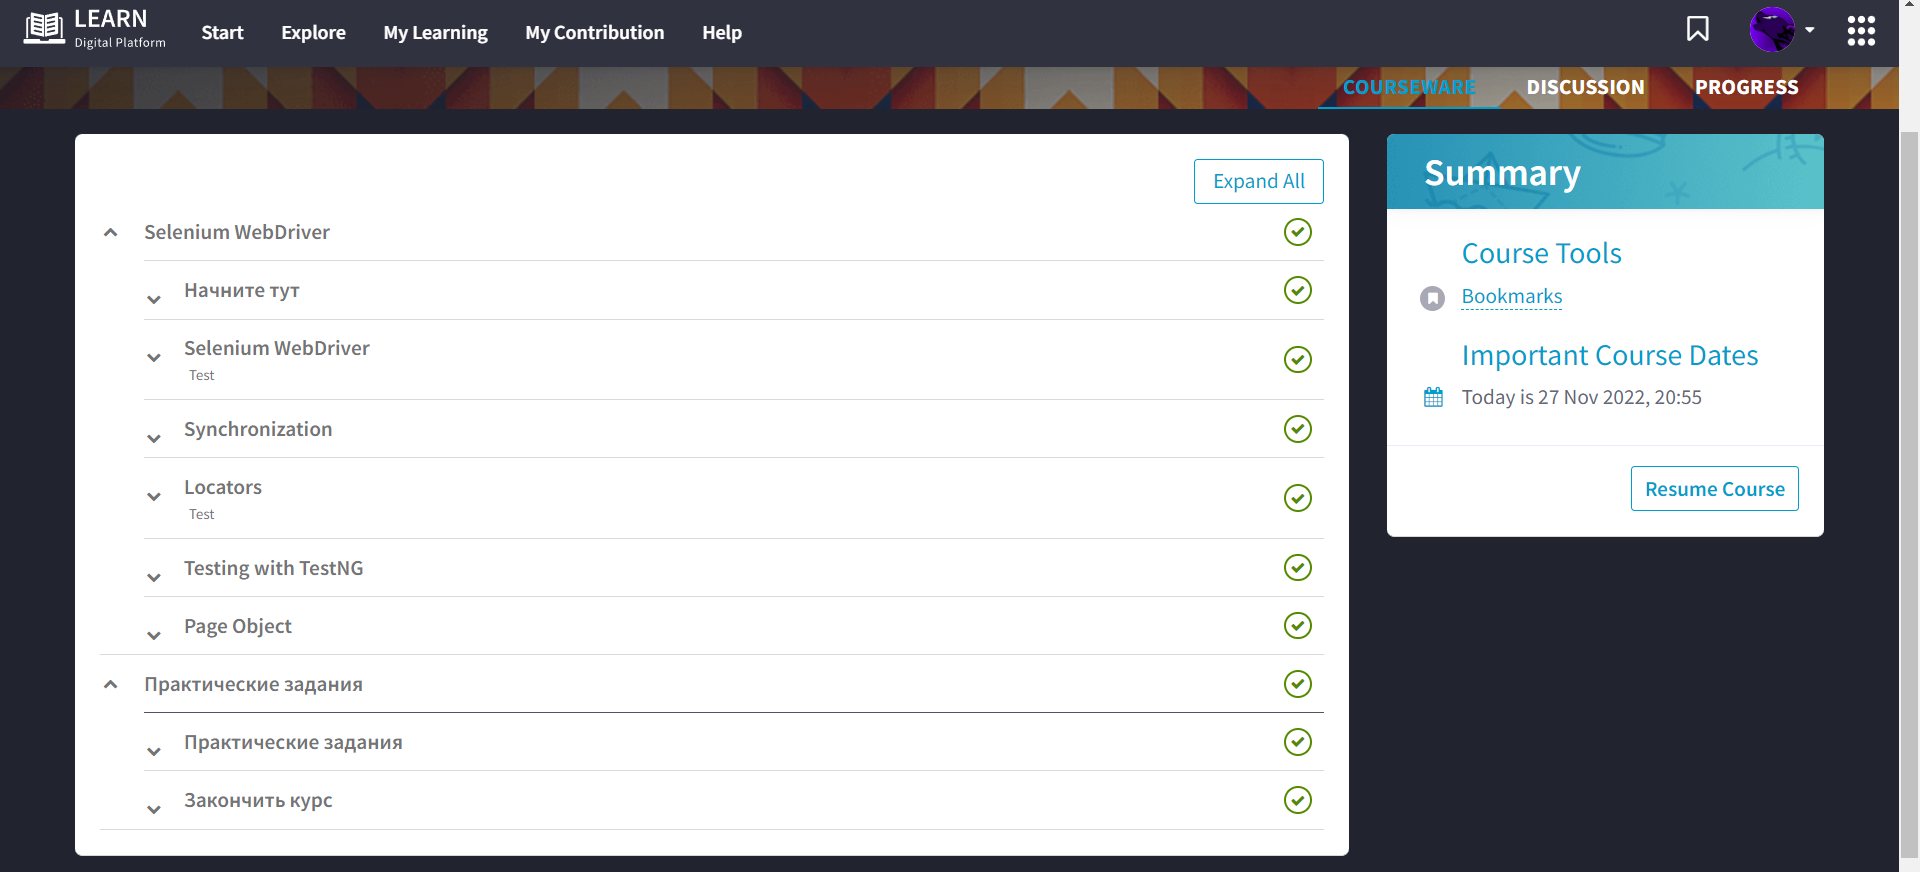 LEARN
Digital Platform
Start
Explore
My Learning
My Contribution
Help
COURSEWARE
DISCUSSION
PROGRESS
Expand All
Selenium WebDriver
Начните тут
Selenium WebDriver
Test
Synchronization
Locators
Test
Testing with TestNG
Page Object
Практические задания
Практические задания
Закончить курс
Summary
Course Tools
Bookmarks
Important Course Dates
Today is 27 Nov 2022, 20:55
Resume Course